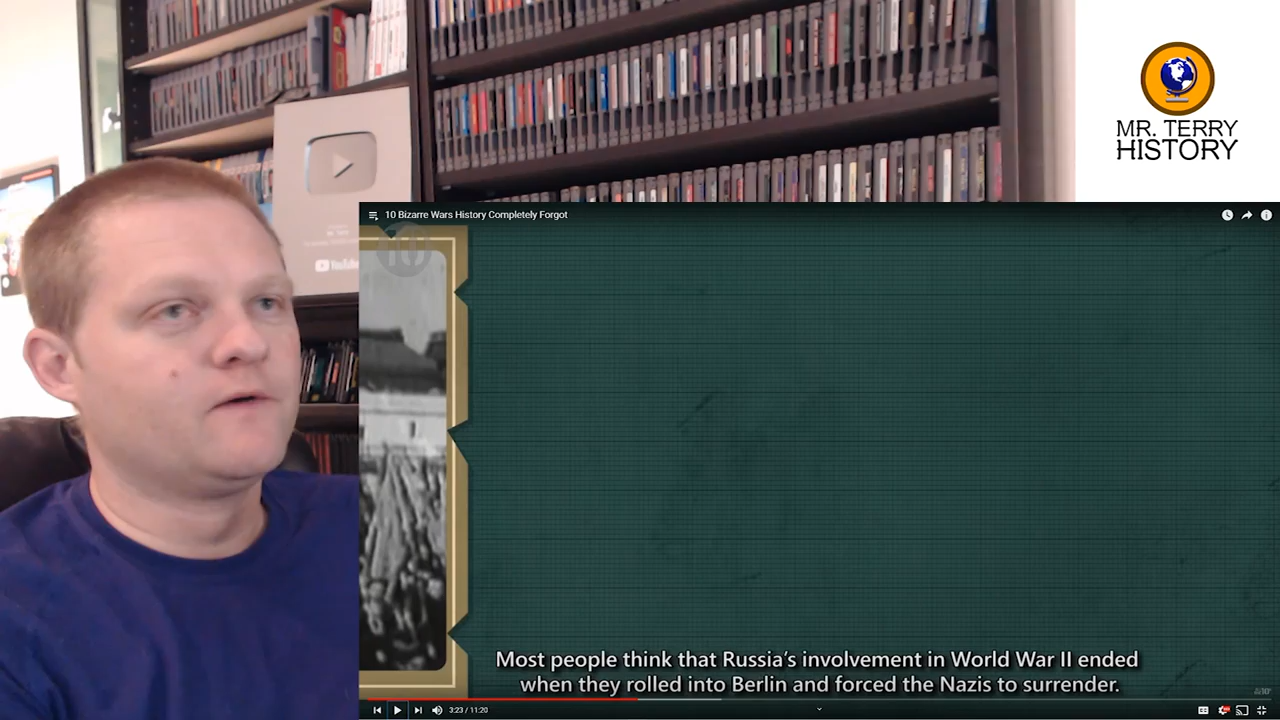 MR. TERRY
HISTORY
10 Bizarre Wars History Completely Forgot
YouTube
Most people think that Russia's involvement in World War II ended
when they rolled into Berlin and forced the Nazis to surrender.
3:23 / 11:20